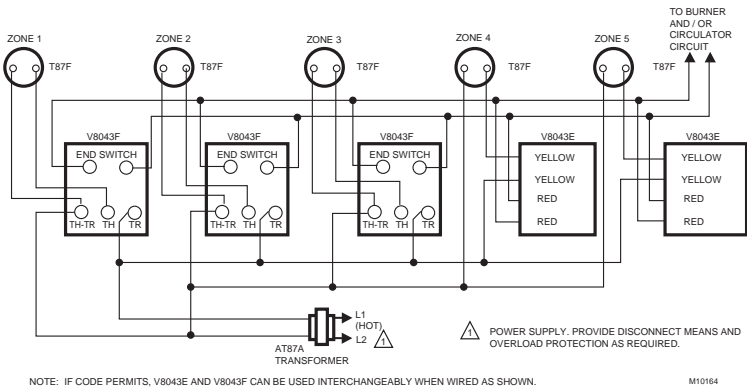 TO BURNER
AND / OR
CIRCULATOR
CIRCUIT
ZONE 1
ZONE 2
ZONE 3
ZONE 4
ZONE 5
T87F
T87F
T87F
T87F
T87F
V8043F
V8043F
V8043F
V8043E
V8043E
END SWITCH
END SWITCH
END SWITCH
YELLOW
YELLOW
RED
RED
YELLOW
YELLOW
RED
RED
TH-TR TH TR
TH-TR TH TR
TH-TR TH TR
L1
(HOT)
L2
1
AT87A
TRANSFORMER
1 POWER SUPPLY. PROVIDE DISCONNECT MEANS AND
OVERLOAD PROTECTION AS REQUIRED.
NOTE: IF CODE PERMITS, V8043E AND V8043F CAN BE USED INTERCHANGEABLY WHEN WIRED AS SHOWN.
M10164